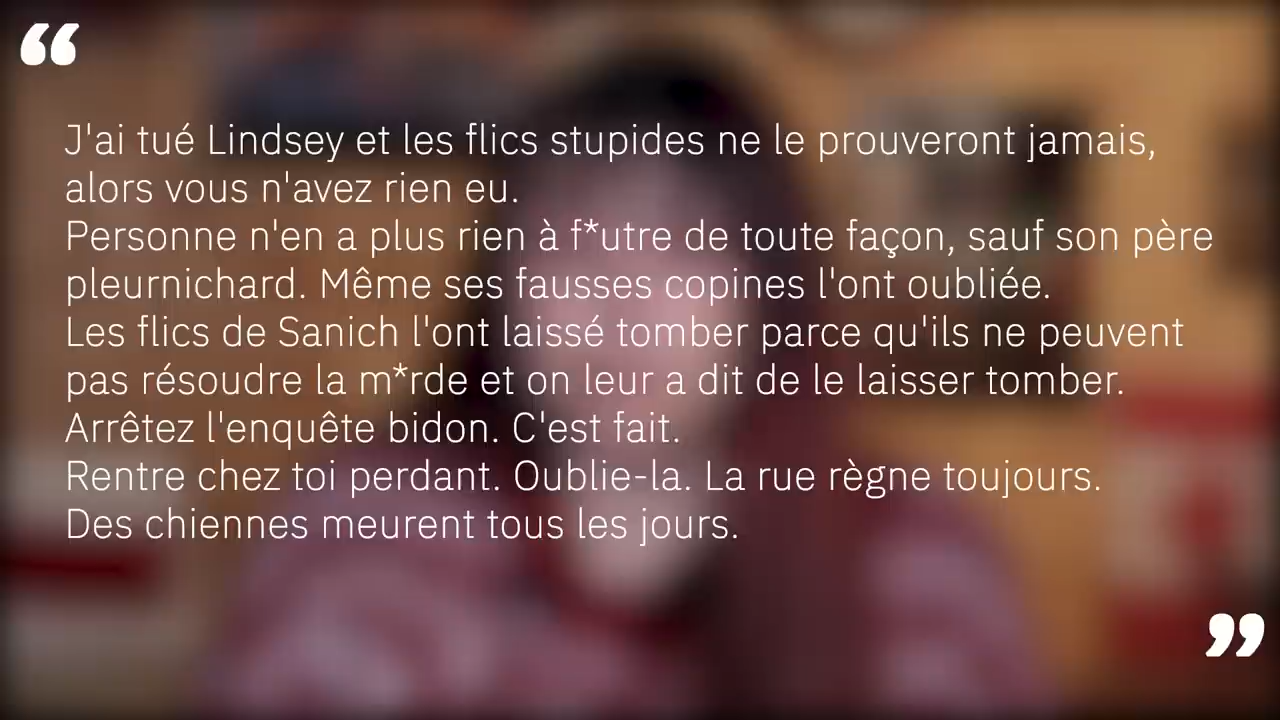 “
J'ai tué Lindsey et les flics stupides ne le prouveront jamais,
alors vous n'avez rien eu.
Personne n'en a plus rien à f*utre de toute façon, sauf son père
pleurnichard. Même ses fausses copines l'ont oubliée.
Les flics de Sanich l'ont laissé tomber parce qu'ils ne peuvent
pas résoudre la m*rde et on leur a dit de le laisser tomber.
Arrêtez l'enquête bidon. C'est fait.
Rentre chez toi perdant. Oublie-la. La rue règne toujours.
Des chiennes meurent tous les jours.
”